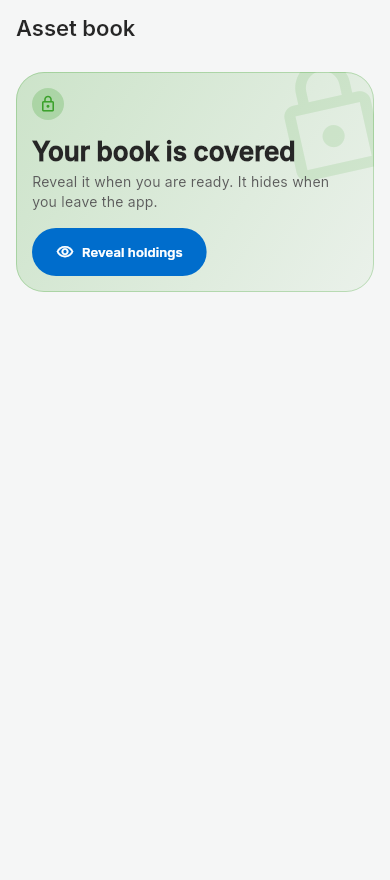 Asset book
Your book is covered
Reveal it when you are ready. It hides when
you leave the app.
Reveal holdings